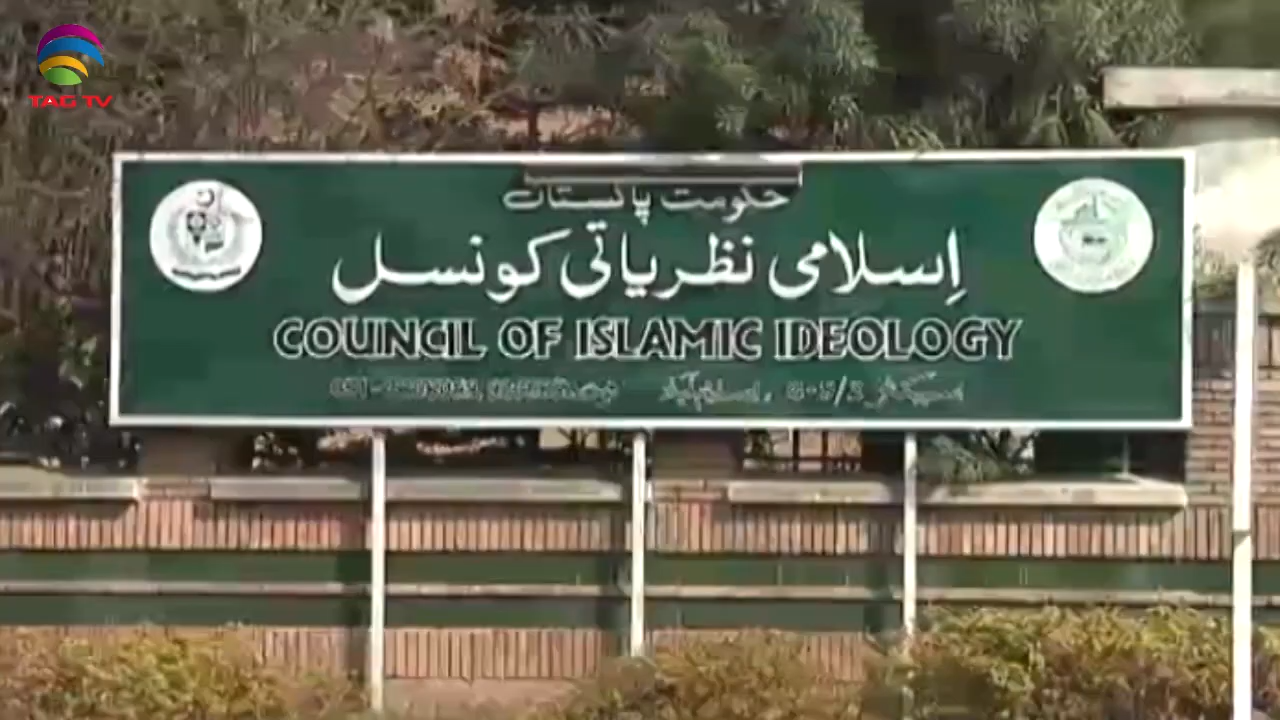 TAG TV
حکومت پاکستان
اِسلامی نظریاتی کونسل
COUNCIL OF ISLAMIC IDEOLOGY
اسلام آباد